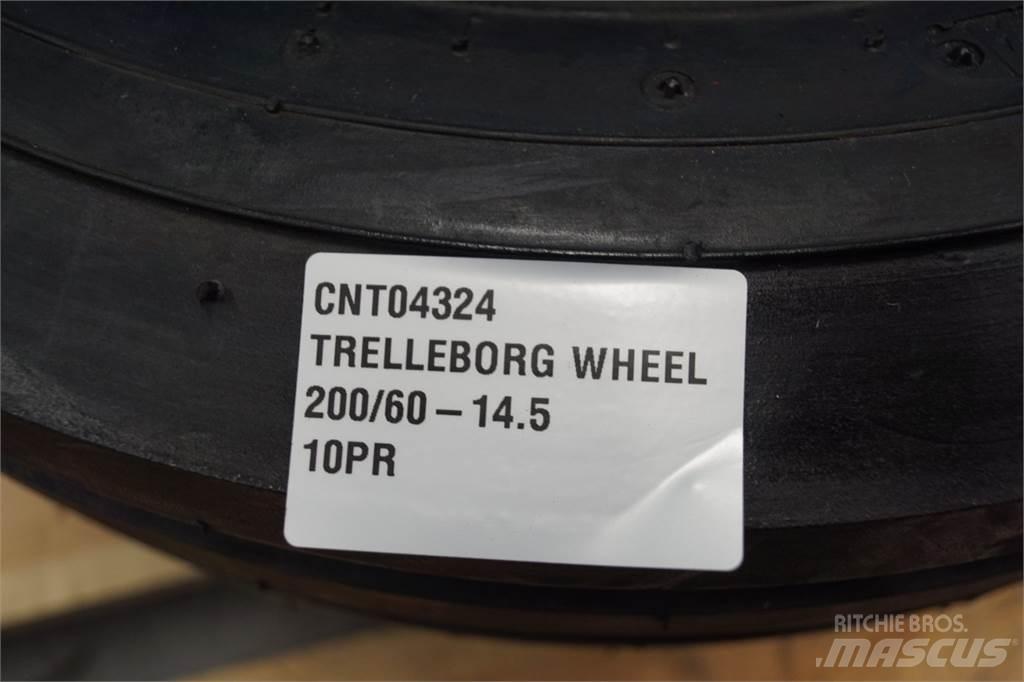 CNT04324
TRELLEBORG WHEEL
200/60 – 14.5
10PR
RITCHIE BROS.
MASCUS